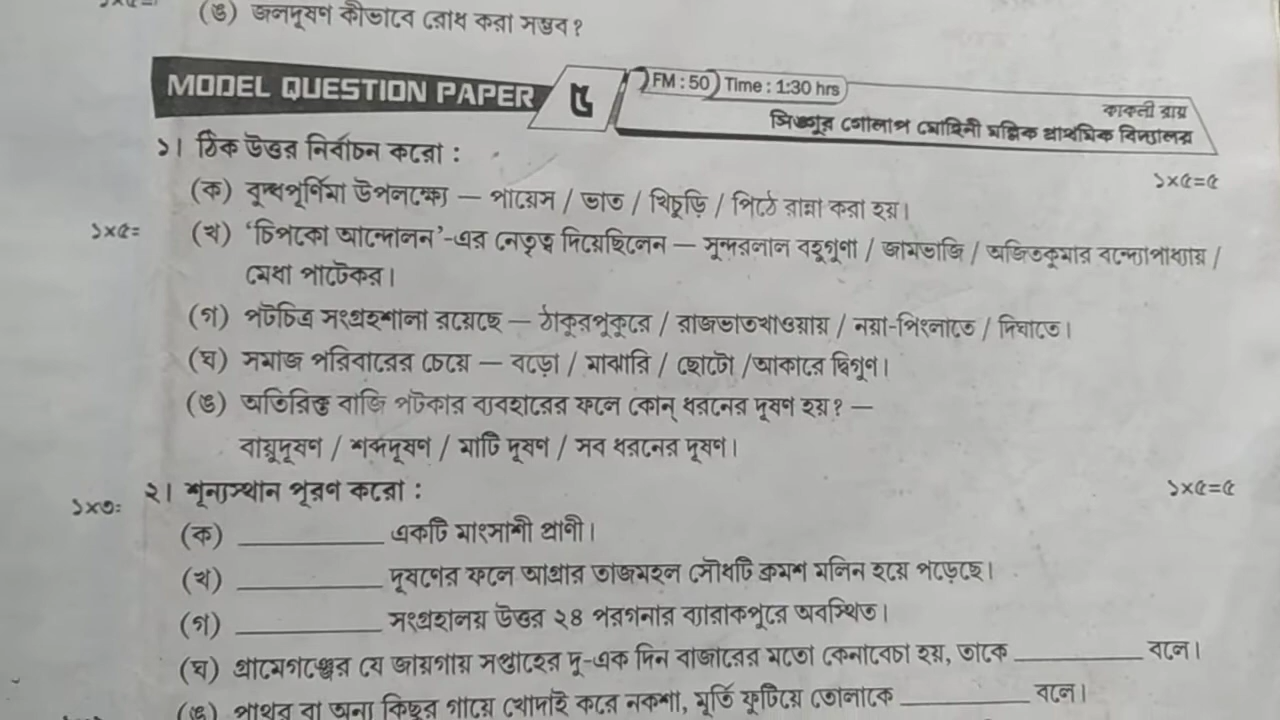 (ঙ) জলদূষণ কীভাবে রোধ করা সম্ভব?
MODEL QUESTION PAPER ৫ FM : 50 Time : 1:30 hrs
কাকলী রায়
সিঙ্গুর গোলাপ মোহিনী মল্লিক প্রাথমিক বিদ্যালয়
১। ঠিক উত্তর নির্বাচন করো : ১×৫=৫
(ক) বুদ্ধপূর্ণিমা উপলক্ষ্যে — পায়েস / ভাত / খিচুড়ি / পিঠে রান্না করা হয়।
১×৫=
(খ) ‘চিপকো আন্দোলন’-এর নেতৃত্ব দিয়েছিলেন — সুন্দরলাল বহুগুণা / জামভাজি / অজিতকুমার বন্দ্যোপাধ্যায় /
মেধা পাটেকর।
(গ) পটচিত্র সংগ্রহশালা রয়েছে — ঠাকুরপুকুরে / রাজভাতখাওয়ায় / নয়া-পিংলাতে / দিঘাতে।
(ঘ) সমাজ পরিবারের চেয়ে — বড়ো / মাঝারি / ছোটো /আকারে দ্বিগুণ।
(ঙ) অতিরিক্ত বাজি পটকার ব্যবহারের ফলে কোন্ ধরনের দূষণ হয়? —
বায়ুদূষণ / শব্দদূষণ / মাটি দূষণ / সব ধরনের দূষণ।
২। শূন্যস্থান পূরণ করো : ১×৫=৫
১×৩=
(ক) __________ একটি মাংসাশী প্রাণী।
(খ) __________ দূষণের ফলে আগ্রার তাজমহল সৌধটি ক্রমশ মলিন হয়ে পড়েছে।
(গ) __________ সংগ্রহালয় উত্তর ২৪ পরগনার ব্যারাকপুরে অবস্থিত।
(ঘ) গ্রামেগঞ্জের যে জায়গায় সপ্তাহের দু-এক দিন বাজারের মতো কেনাবেচা হয়, তাকে __________ বলে।
(ঙ) পাথর বা অন্য কিছুর গায়ে খোদাই করে নকশা, মূর্তি ফুটিয়ে তোলাকে __________ বলে।